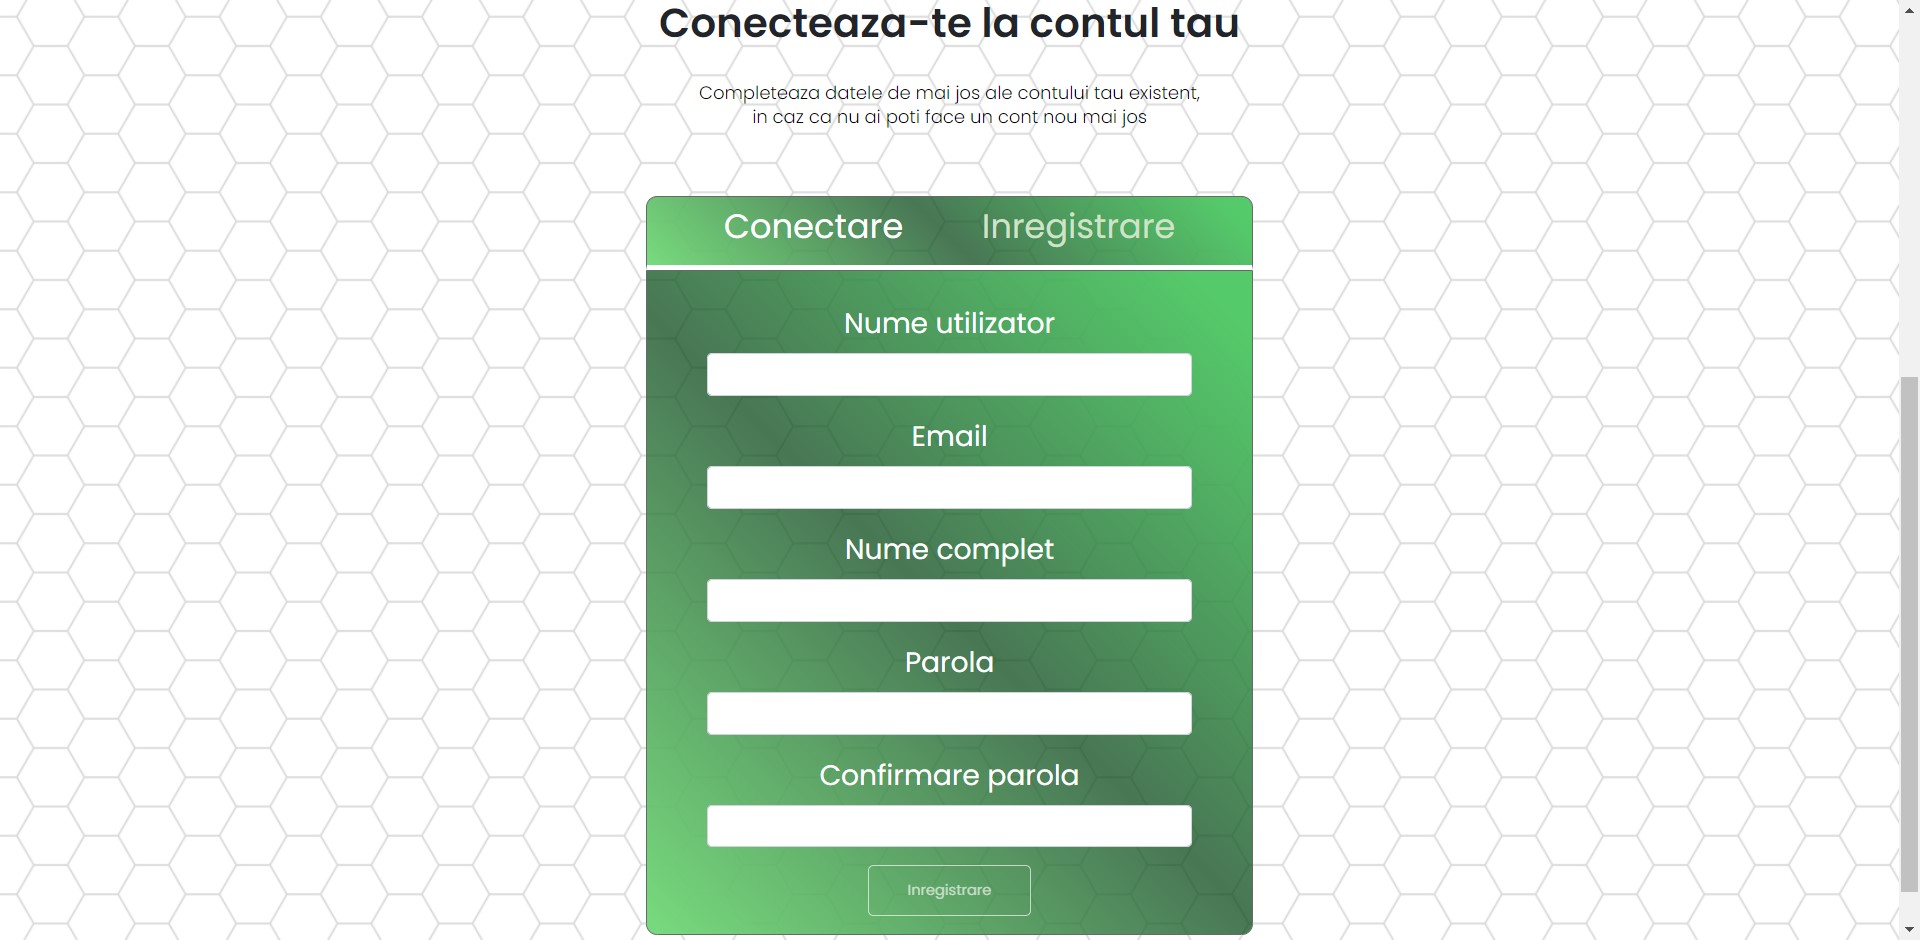 Conecteaza-te la contul tau
Completeaza datele de mai jos ale contului tau existent,
in caz ca nu ai poti face un cont nou mai jos
Conectare Inregistrare
Nume utilizator
Email
Nume complet
Parola
Confirmare parola
Inregistrare